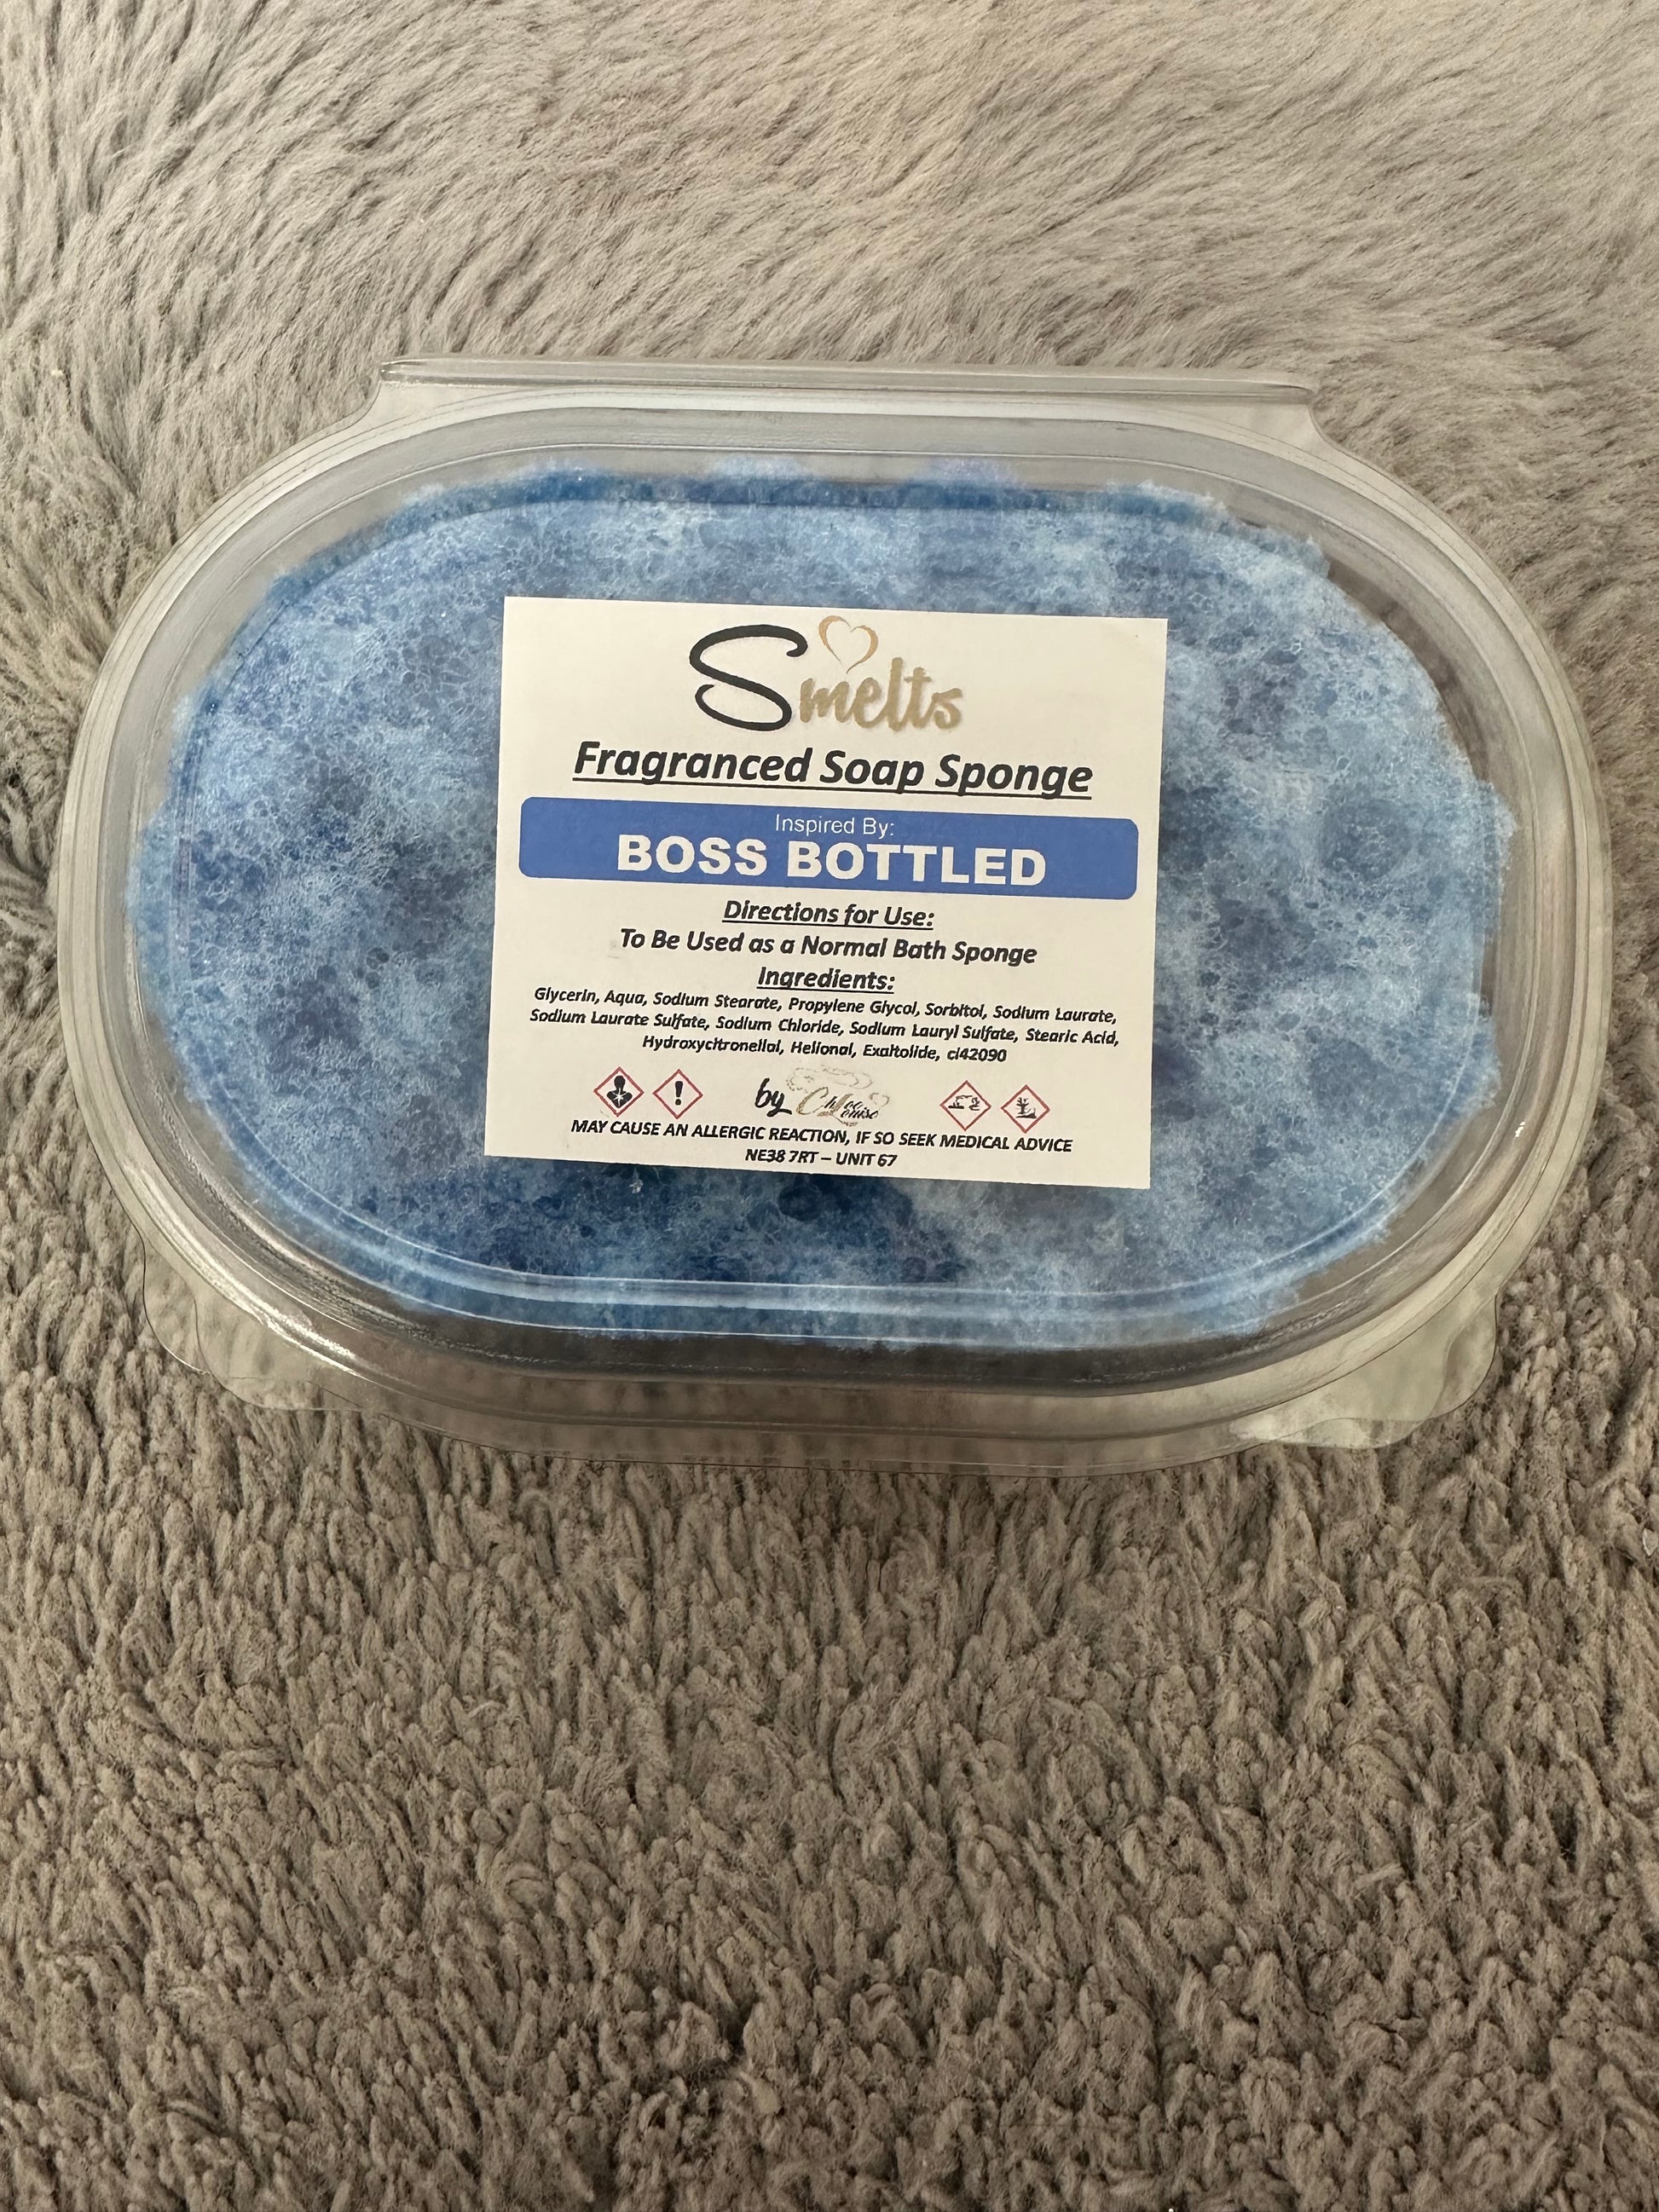 Smelts
Fragranced Soap Sponge
Inspired By:
BOSS BOTTLED
Directions for Use:
To Be Used as a Normal Bath Sponge
Ingredients:
Glycerin, Aqua, Sodium Stearate, Propylene Glycol, Sorbitol, Sodium Laurate,
Sodium Laurate Sulfate, Sodium Chloride, Sodium Lauryl Sulfate, Stearic Acid,
Hydroxycitronellal, Helional, Exaltolide, ci42090
by Chloe Louise
MAY CAUSE AN ALLERGIC REACTION, IF SO SEEK MEDICAL ADVICE
NE38 7RT – UNIT 67